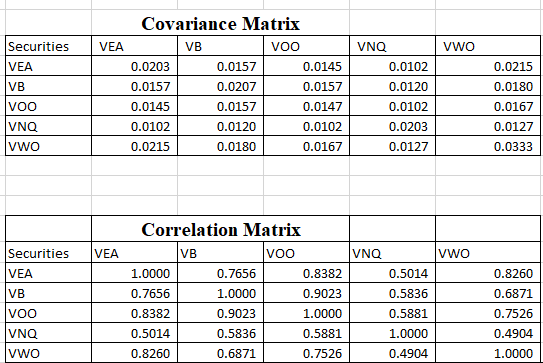 Covariance Matrix
Securities VEA VB VOO VNQ VWO
VEA 0.0203 0.0157 0.0145 0.0102 0.0215
VB 0.0157 0.0207 0.0157 0.0120 0.0180
VOO 0.0145 0.0157 0.0147 0.0102 0.0167
VNQ 0.0102 0.0120 0.0102 0.0203 0.0127
VWO 0.0215 0.0180 0.0167 0.0127 0.0333
Correlation Matrix
Securities VEA VB VOO VNQ VWO
VEA 1.0000 0.7656 0.8382 0.5014 0.8260
VB 0.7656 1.0000 0.9023 0.5836 0.6871
VOO 0.8382 0.9023 1.0000 0.5881 0.7526
VNQ 0.5014 0.5836 0.5881 1.0000 0.4904
VWO 0.8260 0.6871 0.7526 0.4904 1.0000